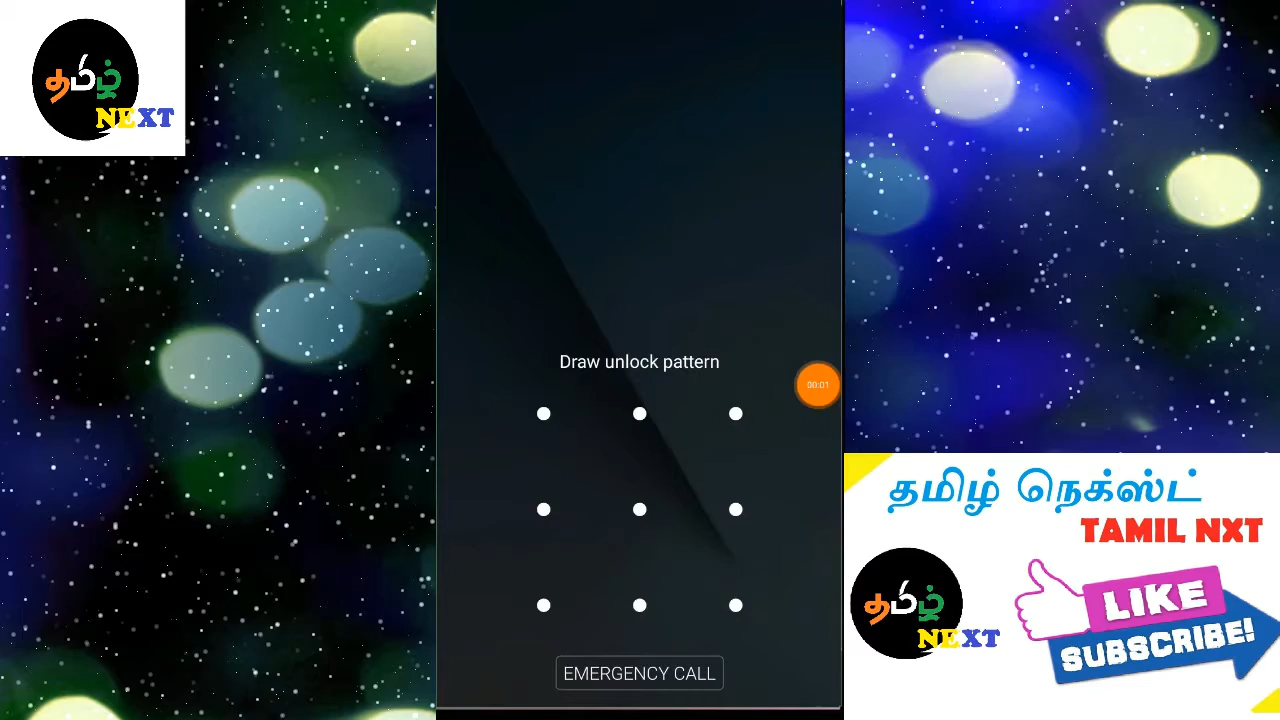 தமிழ்
NEXT
Draw unlock pattern
00:01
EMERGENCY CALL
தமிழ் நெக்ஸ்ட்
TAMIL NXT
தமிழ்
NEXT
LIKE
SUBSCRIBE!